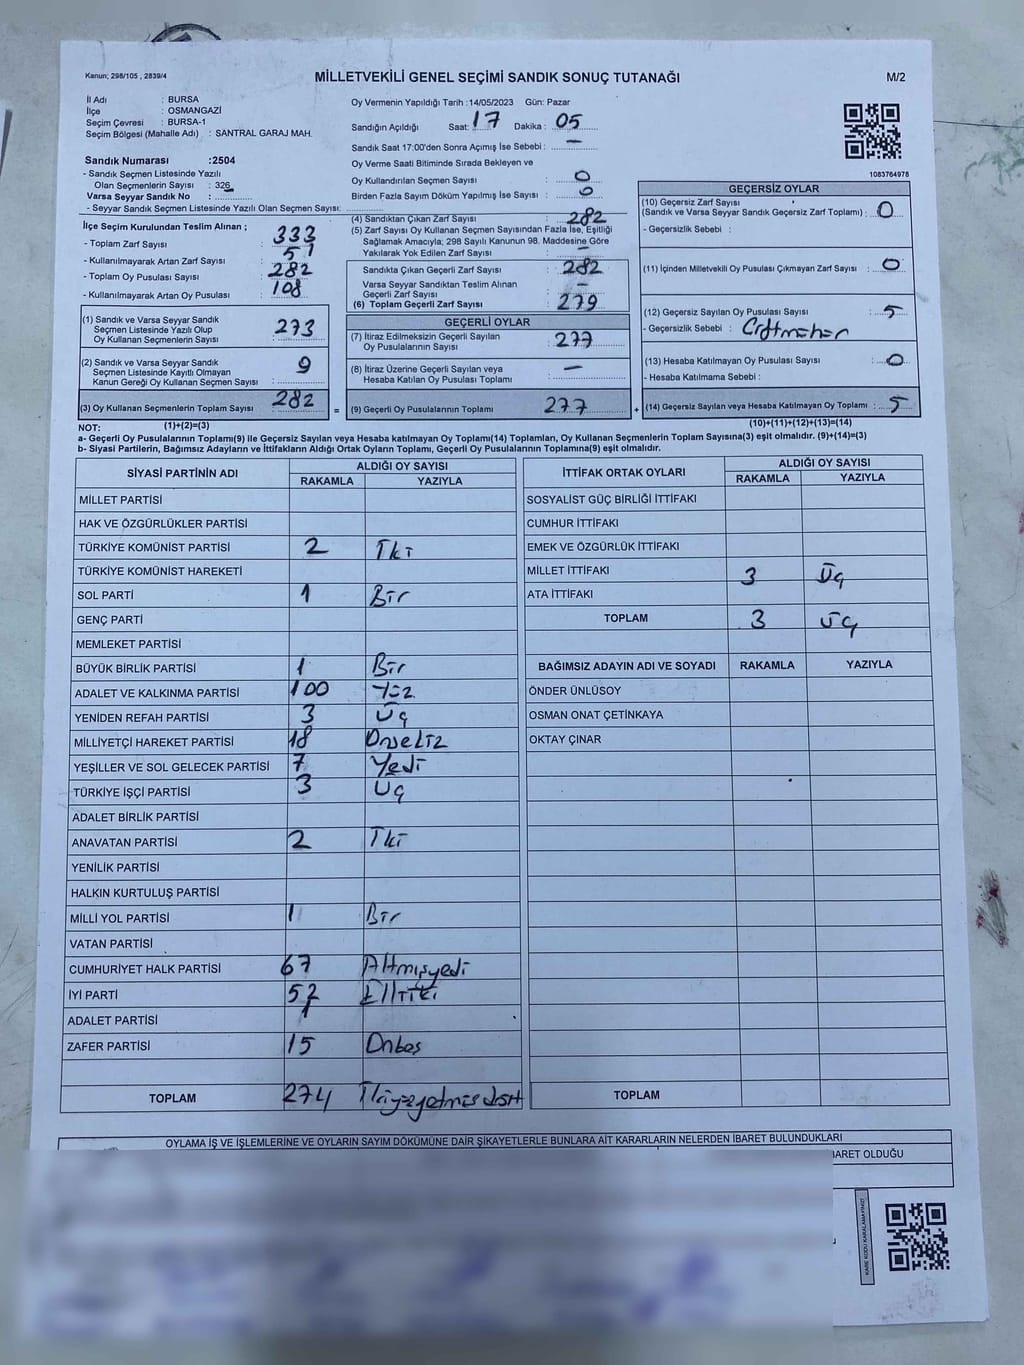 Kanun; 298/105 , 2839/4
MİLLETVEKİLİ GENEL SEÇİMİ SANDIK SONUÇ TUTANAĞI
M/2
İl Adı : BURSA
İlçe : OSMANGAZİ
Seçim Çevresi : BURSA-1
Seçim Bölgesi (Mahalle Adı) : SANTRAL GARAJ MAH.
Oy Vermenin Yapıldığı Tarih :14/05/2023 Gün: Pazar
Sandığın Açıldığı Saat: 17 Dakika : 05
Sandık Saat 17:00'den Sonra Açımış İse Sebebi : —
Oy Verme Saati Bitiminde Sırada Bekleyen ve
Oy Kullandırılan Seçmen Sayısı : 0
Birden Fazla Sayım Döküm Yapılmış İse Sayısı : 0
1083764976
Sandık Numarası :2504
- Sandık Seçmen Listesinde Yazılı
Olan Seçmenlerin Sayısı : 326
Varsa Seyyar Sandık No :
- Seyyar Sandık Seçmen Listesinde Yazılı Olan Seçmen Sayısı:
İlçe Seçim Kurulundan Teslim Alınan ;
- Toplam Zarf Sayısı : 333
- Kullanılmayarak Artan Zarf Sayısı : 51
- Toplam Oy Pusulası Sayısı : 282
- Kullanılmayarak Artan Oy Pusulası : 108
(1) Sandık ve Varsa Seyyar Sandık
Seçmen Listesinde Yazılı Olup
Oy Kullanan Seçmenlerin Sayısı : 273
(2) Sandık ve Varsa Seyyar Sandık
Seçmen Listesinde Kayıtlı Olmayan
Kanun Gereği Oy Kullanan Seçmen Sayısı : 9
(3) Oy Kullanan Seçmenlerin Toplam Sayısı : 282
(4) Sandıktan Çıkan Zarf Sayısı : 282
(5) Zarf Sayısı Oy Kullanan Seçmen Sayısından Fazla İse, Eşitliği
Sağlamak Amacıyla; 298 Sayılı Kanunun 98. Maddesine Göre
Yakılarak Yok Edilen Zarf Sayısı : —
Sandıkta Çıkan Geçerli Zarf Sayısı : 282
Varsa Seyyar Sandıktan Teslim Alınan
Geçerli Zarf Sayısı : —
(6) Toplam Geçerli Zarf Sayısı : 279
GEÇERLİ OYLAR
(7) İtiraz Edilmeksizin Geçerli Sayılan
Oy Pusulalarının Sayısı : 277
(8) İtiraz Üzerine Geçerli Sayılan veya
Hesaba Katılan Oy Pusulası Toplamı : —
= (9) Geçerli Oy Pusulalarının Toplamı : 277
GEÇERSİZ OYLAR
(10) Geçersiz Zarf Sayısı
(Sandık ve Varsa Seyyar Sandık Geçersiz Zarf Toplamı) : 0
- Geçersizlik Sebebi :
(11) İçinden Milletvekili Oy Pusulası Çıkmayan Zarf Sayısı : 0
(12) Geçersiz Sayılan Oy Pusulası Sayısı : 5
- Geçersizlik Sebebi :
(13) Hesaba Katılmayan Oy Pusulası Sayısı : 0
- Hesaba Katılmama Sebebi :
+ (14) Geçersiz Sayılan veya Hesaba Katılmayan Oy Toplamı : 5
NOT: (1)+(2)=(3)
(10)+(11)+(12)+(13)=(14)
a- Geçerli Oy Pusulalarının Toplamı(9) ile Geçersiz Sayılan veya Hesaba katılmayan Oy Toplamı(14) Toplamları, Oy Kullanan Seçmenlerin Toplam Sayısına(3) eşit olmalıdır. (9)+(14)=(3)
b- Siyasi Partilerin, Bağımsız Adayların ve İttifakların Aldığı Ortak Oyların Toplamı, Geçerli Oy Pusulalarının Toplamına(9) eşit olmalıdır.
SİYASİ PARTİNİN ADI ALDIĞI OY SAYISI
RAKAMLA YAZIYLA
MİLLET PARTİSİ
HAK VE ÖZGÜRLÜKLER PARTİSİ
TÜRKİYE KOMÜNİST PARTİSİ 2 İki
TÜRKİYE KOMÜNİST HAREKETİ
SOL PARTİ 1 Bir
GENÇ PARTİ
MEMLEKET PARTİSİ
BÜYÜK BİRLİK PARTİSİ 1 Bir
ADALET VE KALKINMA PARTİSİ 100 Yüz
YENİDEN REFAH PARTİSİ 3 Üç
MİLLİYETÇİ HAREKET PARTİSİ 18 Onsekiz
YEŞİLLER VE SOL GELECEK PARTİSİ 7 Yedi
TÜRKİYE İŞÇİ PARTİSİ 3 Üç
ADALET BİRLİK PARTİSİ
ANAVATAN PARTİSİ 2 İki
YENİLİK PARTİSİ
HALKIN KURTULUŞ PARTİSİ
MİLLİ YOL PARTİSİ 1 Bir
VATAN PARTİSİ
CUMHURİYET HALK PARTİSİ 67 Altmışyedi
İYİ PARTİ 52 Elliiki
ADALET PARTİSİ 1
ZAFER PARTİSİ 15 Onbeş
TOPLAM 274 İkiyüzyetmişdört
İTTİFAK ORTAK OYLARI ALDIĞI OY SAYISI
RAKAMLA YAZIYLA
SOSYALİST GÜÇ BİRLİĞİ İTTİFAKI
CUMHUR İTTİFAKI
EMEK VE ÖZGÜRLÜK İTTİFAKI
MİLLET İTTİFAKI 3 Üç
ATA İTTİFAKI
TOPLAM 3 Üç
BAĞIMSIZ ADAYIN ADI VE SOYADI RAKAMLA YAZIYLA
ÖNDER ÜNLÜSOY
OSMAN ONAT ÇETİNKAYA
OKTAY ÇINAR
TOPLAM
OYLAMA İŞ VE İŞLEMLERİNE VE OYLARIN SAYIM DÖKÜMÜNE DAİR ŞİKAYETLERLE BUNLARA AİT KARARLARIN NELERDEN İBARET BULUNDUKLARI
İBARET OLDUĞU
KARE KODU KARALAMAYINIZ!